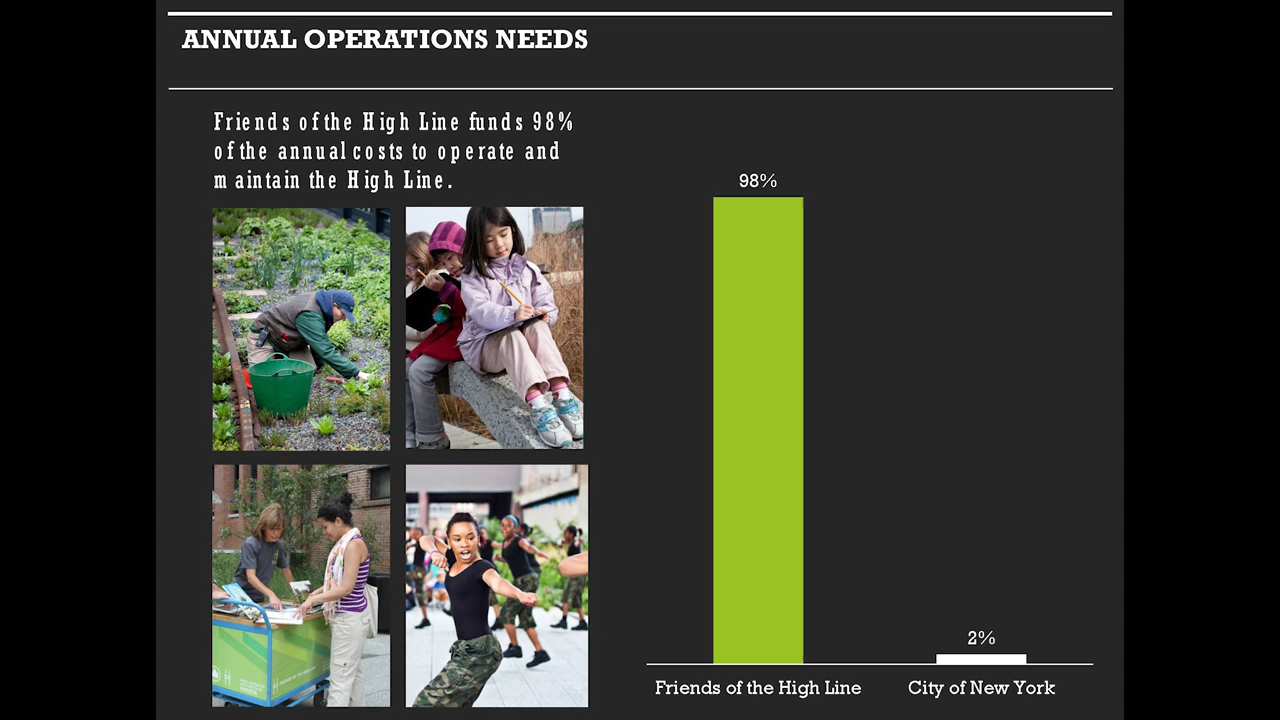 ANNUAL OPERATIONS NEEDS
Friends of the High Line funds 98%
of the annual costs to operate and
maintain the High Line.
98%
2%
Friends of the High Line
City of New York